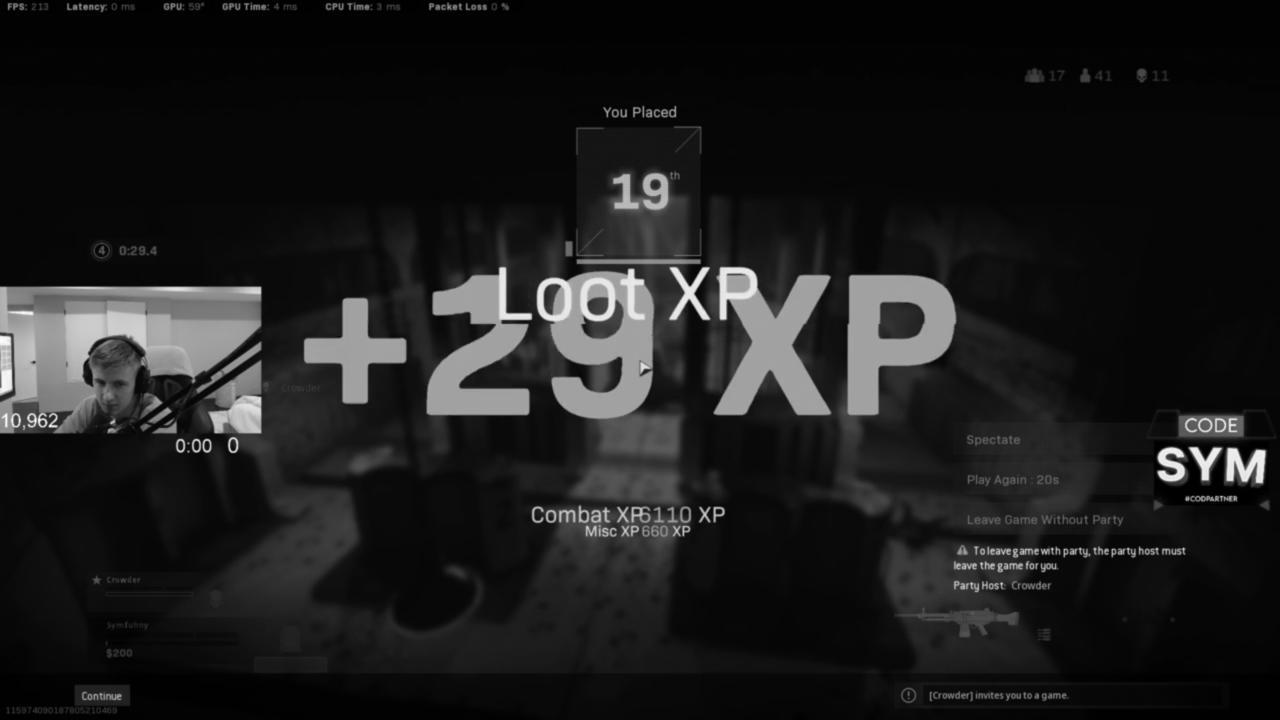 FPS: 213 Latency: 0 ms GPU: 59° GPU Time: 4 ms CPU Time: 3 ms Packet Loss 0 %
17 41 11
You Placed
19th
4 0:29.4
Loot XP
+29 XP
Crowder
10,962
0:00 0
CODE
SYM
#CODPARTNER
Spectate
Play Again : 20s
Leave Game Without Party
Combat XP 6110 XP
Misc XP 660 XP
To leave game with party, the party host must
leave the game for you.
Party Host: Crowder
Crowder
Symfuhny
$200
Continue
[Crowder] invites you to a game.
115974090187805210469